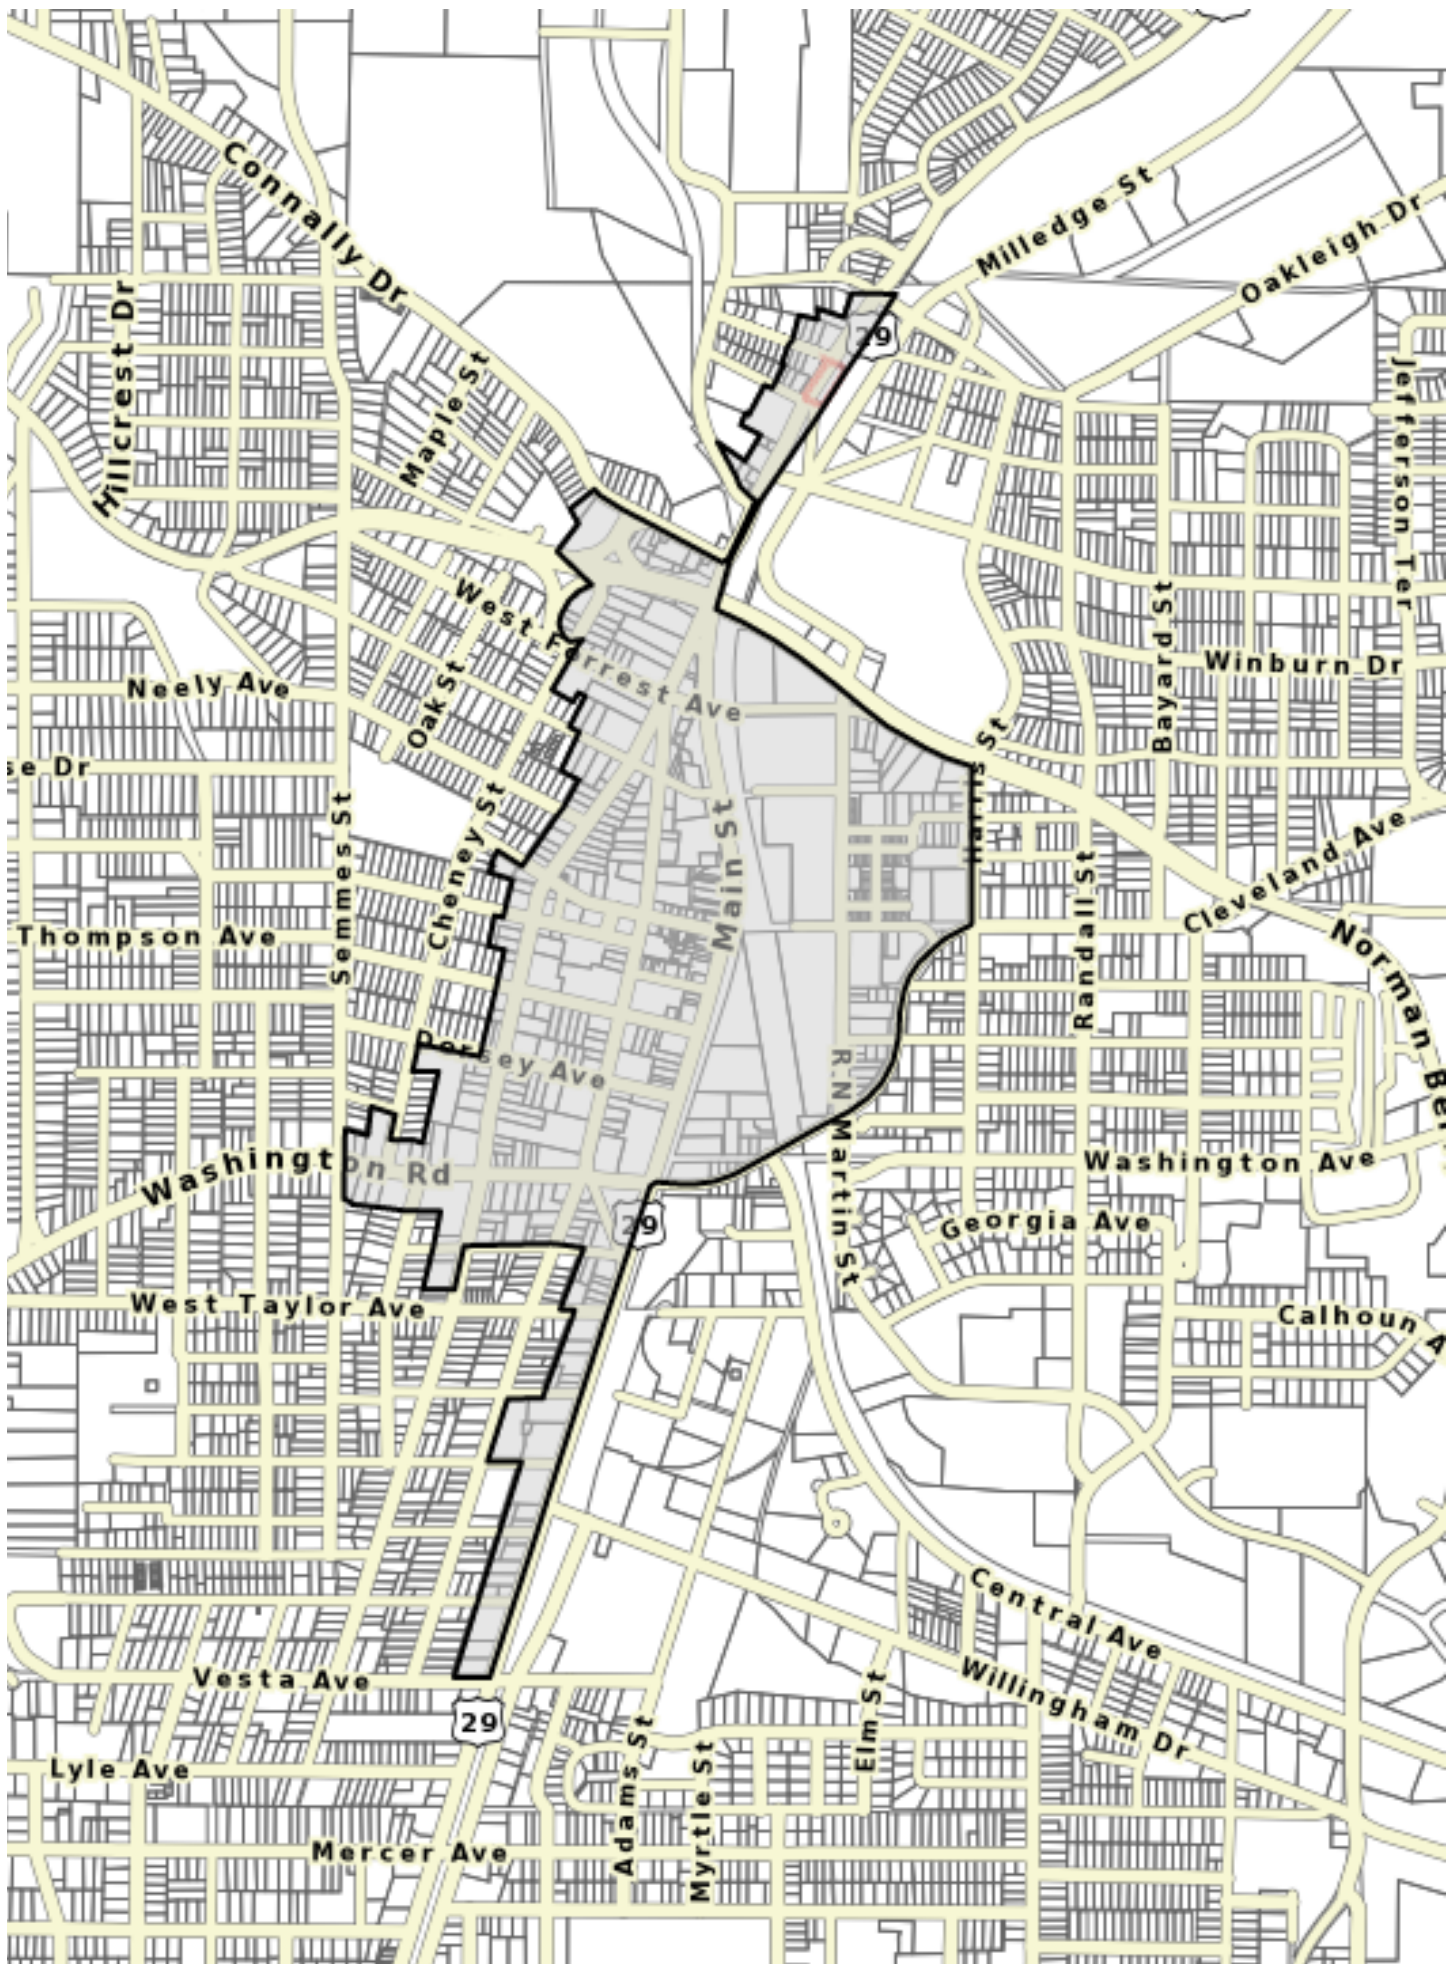 Connally Dr
Milledge St
Oakleigh Dr
Hillcrest Dr
29
Maple St
Jefferson Ter
West Forrest Ave
Oak St
Neely Ave
Bayard St
Winburn Dr
se Dr
Harris St
Semmes St
Cheney St
Main St
Randall St
Cleveland Ave
Thompson Ave
Norman Ber
Dorsey Ave
R N Martin St
Washington Rd
Washington Ave
29
Georgia Ave
West Taylor Ave
Calhoun A
Central Ave
Vesta Ave
Willingham Dr
29
Elm St
Adams St
Myrtle St
Lyle Ave
Mercer Ave